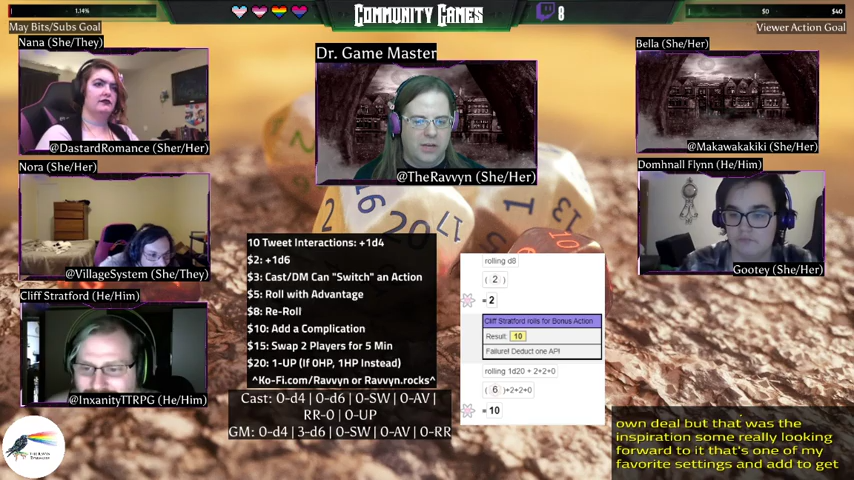 1.14%
COMMUNITY GAMES
8
$0
$40
May Bits/Subs Goal
Viewer Action Goal
Nana (She/They)
@DastardRomance (Sher/Her)
Dr. Game Master
@TheRavvyn (She/Her)
Bella (She/Her)
@Makawakakiki (She/Her)
Nora (She/Her)
@VillageSystem (She/They)
Domhnall Flynn (He/Him)
Gootey (She/Her)
Cliff Stratford (He/Him)
@InxanityTTRPG (He/Him)
10 Tweet Interactions: +1d4
$2: +1d6
$3: Cast/DM Can "Switch" an Action
$5: Roll with Advantage
$8: Re-Roll
$10: Add a Complication
$15: Swap 2 Players for 5 Min
$20: 1-UP (If 0HP, 1HP Instead)
^Ko-Fi.com/Ravvyn or Ravvyn.rocks^
Cast: 0-d4 | 0-d6 | 0-SW | 0-AV |
RR-0 | 0-UP
GM: 0-d4 | 3-d6 | 0-SW | 0-AV | 0-RR
rolling d8
( 2 )
= 2
Cliff Stratford rolls for Bonus Action
Result: 10
Failure! Deduct one AP!
rolling 1d20 + 2+2+0
( 6 )+2+2+0
= 10
own deal but that was the
inspiration some really looking
forward to it that's one of my
favorite settings and add to get
2
16
20
17
1
13
10